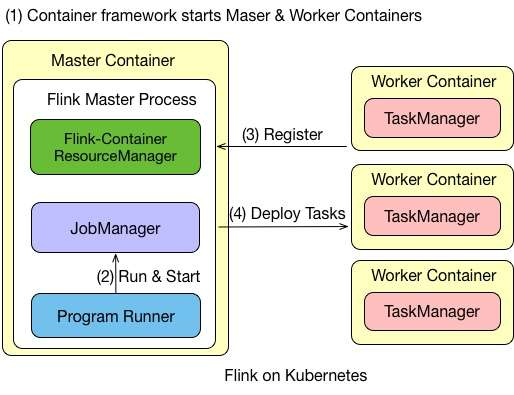 (1) Container framework starts Maser & Worker Containers
Master Container
Flink Master Process
Flink-Container
ResourceManager
JobManager
(2) Run & Start
Program Runner
(3) Register
(4) Deploy Tasks
Worker Container
TaskManager
Worker Container
TaskManager
Worker Container
TaskManager
Flink on Kubernetes